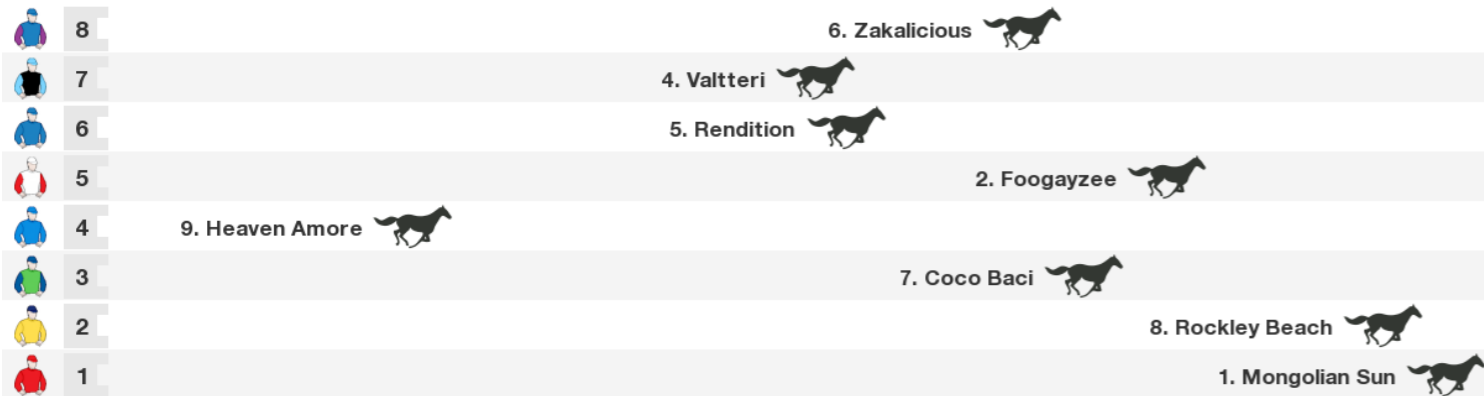 8 6. Zakalicious
7 4. Valtteri
6 5. Rendition
5 2. Foogayzee
4 9. Heaven Amore
3 7. Coco Baci
2 8. Rockley Beach
1 1. Mongolian Sun